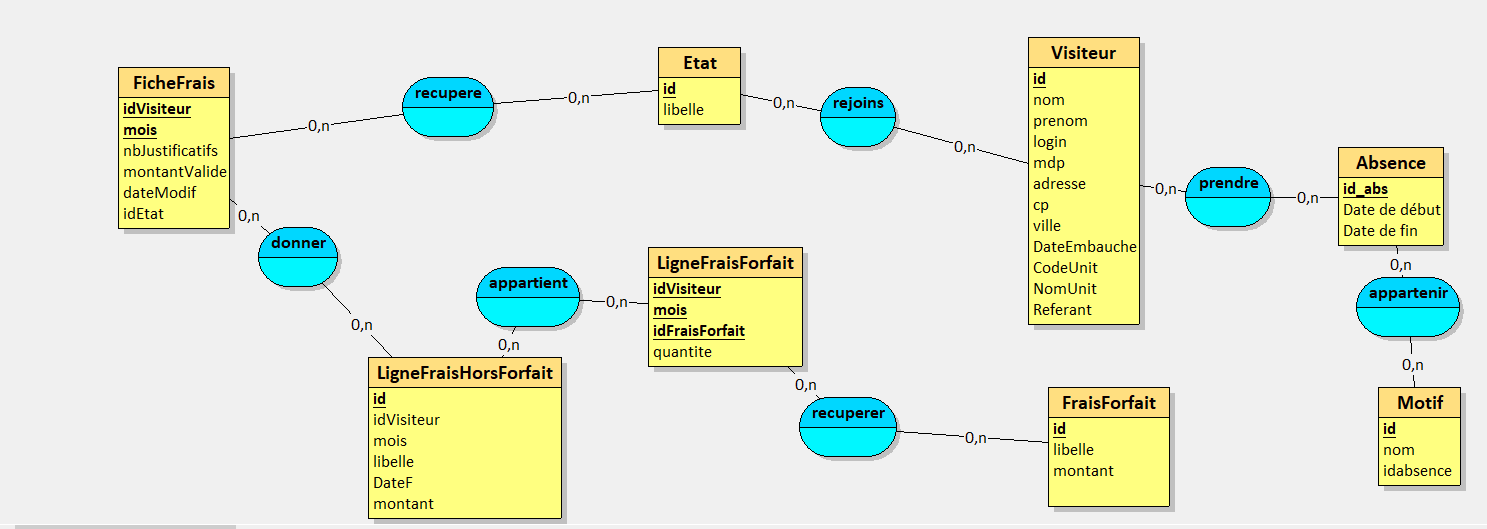 FicheFrais
idVisiteur
mois
nbJustificatifs
montantValide
dateModif
idEtat
0,n
recupere
0,n
Etat
id
libelle
0,n
rejoins
0,n
Visiteur
id
nom
prenom
login
mdp
adresse
cp
ville
DateEmbauche
CodeUnit
NomUnit
Referant
0,n
prendre
0,n
Absence
id_abs
Date de début
Date de fin
0,n
appartenir
0,n
Motif
id
nom
idabsence
0,n
donner
0,n
LigneFraisHorsForfait
id
idVisiteur
mois
libelle
DateF
montant
0,n
appartient
0,n
LigneFraisForfait
idVisiteur
mois
idFraisForfait
quantite
0,n
recuperer
0,n
FraisForfait
id
libelle
montant